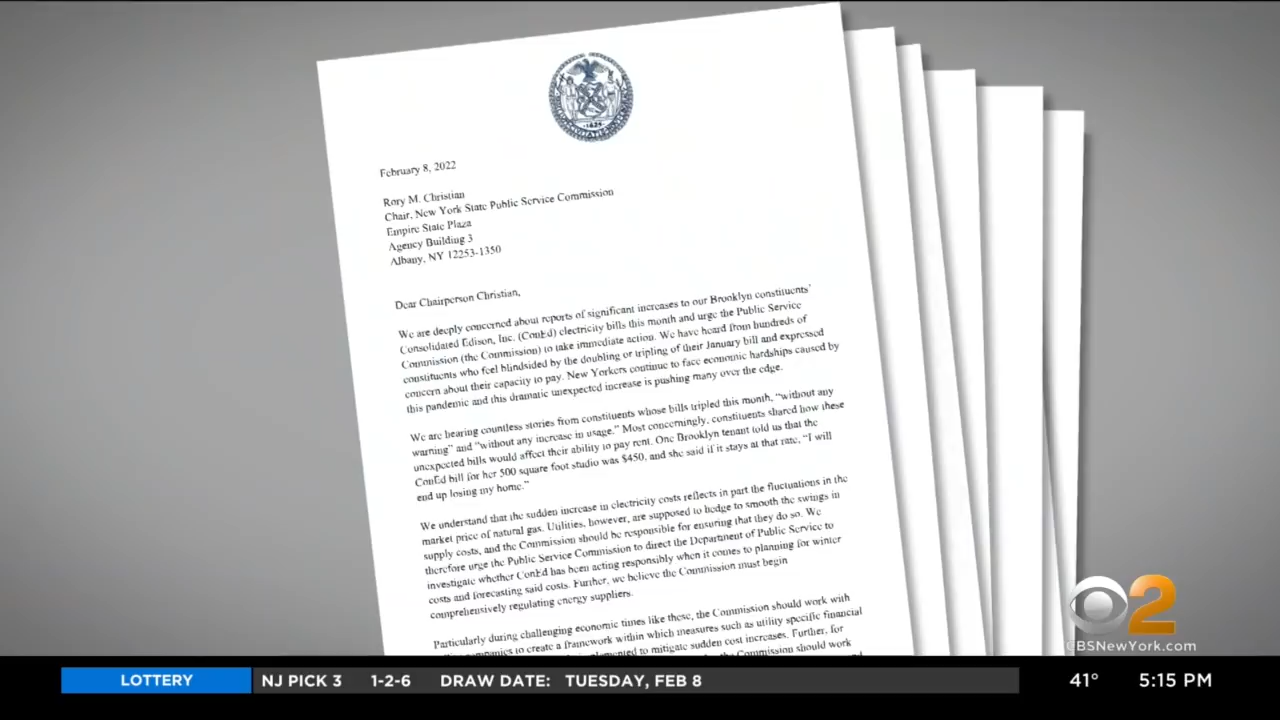 February 8, 2022
Rory M. Christian
Chair, New York State Public Service Commission
Empire State Plaza
Agency Building 3
Albany, NY 12253-1350
Dear Chairperson Christian,
We are deeply concerned about reports of significant increases to our Brooklyn constituents'
Consolidated Edison, Inc. (ConEd) electricity bills this month and urge the Public Service
Commission (the Commission) to take immediate action. We have heard from hundreds of
constituents who feel blindsided by the doubling or tripling of their January bill and expressed
concern about their capacity to pay. New Yorkers continue to face economic hardships caused by
this pandemic and this dramatic unexpected increase is pushing many over the edge.
We are hearing countless stories from constituents whose bills tripled this month, "without any
warning" and "without any increase in usage." Most concerningly, constituents shared how these
unexpected bills would affect their ability to pay rent. One Brooklyn tenant told us that the
ConEd bill for her 500 square foot studio was $450, and she said if it stays at that rate, "I will
end up losing my home."
We understand that the sudden increase in electricity costs reflects in part the fluctuations in the
market price of natural gas. Utilities, however, are supposed to hedge to smooth the swings in
supply costs, and the Commission should be responsible for ensuring that they do so. We
therefore urge the Public Service Commission to direct the Department of Public Service to
investigate whether ConEd has been acting responsibly when it comes to planning for winter
costs and forecasting said costs. Further, we believe the Commission must begin
comprehensively regulating energy suppliers.
Particularly during challenging economic times like these, the Commission should work with
companies to create a framework within which measures such as utility specific financial
to mitigate sudden cost increases. Further, for
the Commission should work
2
CBSNewYork.com
LOTTERY NJ PICK 3 1-2-6 DRAW DATE: TUESDAY, FEB 8 41° 5:15 PM